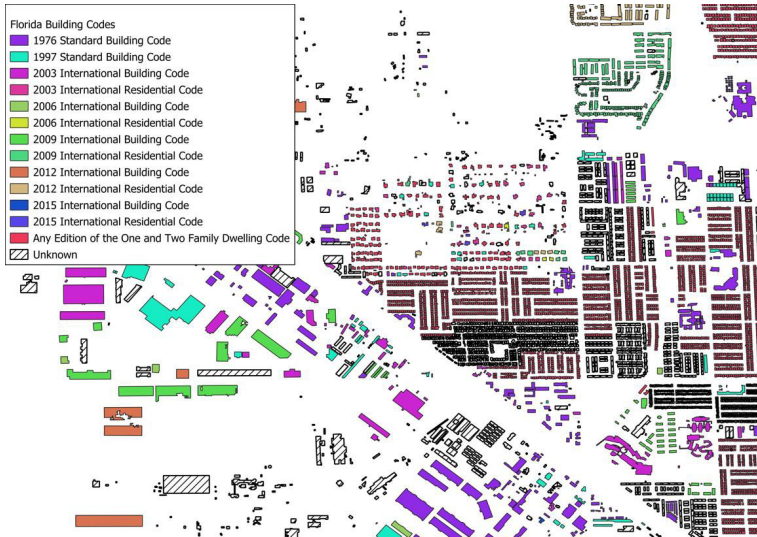 Florida Building Codes
1976 Standard Building Code
1997 Standard Building Code
2003 International Building Code
2003 International Residential Code
2006 International Building Code
2006 International Residential Code
2009 International Building Code
2009 International Residential Code
2012 International Building Code
2012 International Residential Code
2015 International Building Code
2015 International Residential Code
Any Edition of the One and Two Family Dwelling Code
Unknown